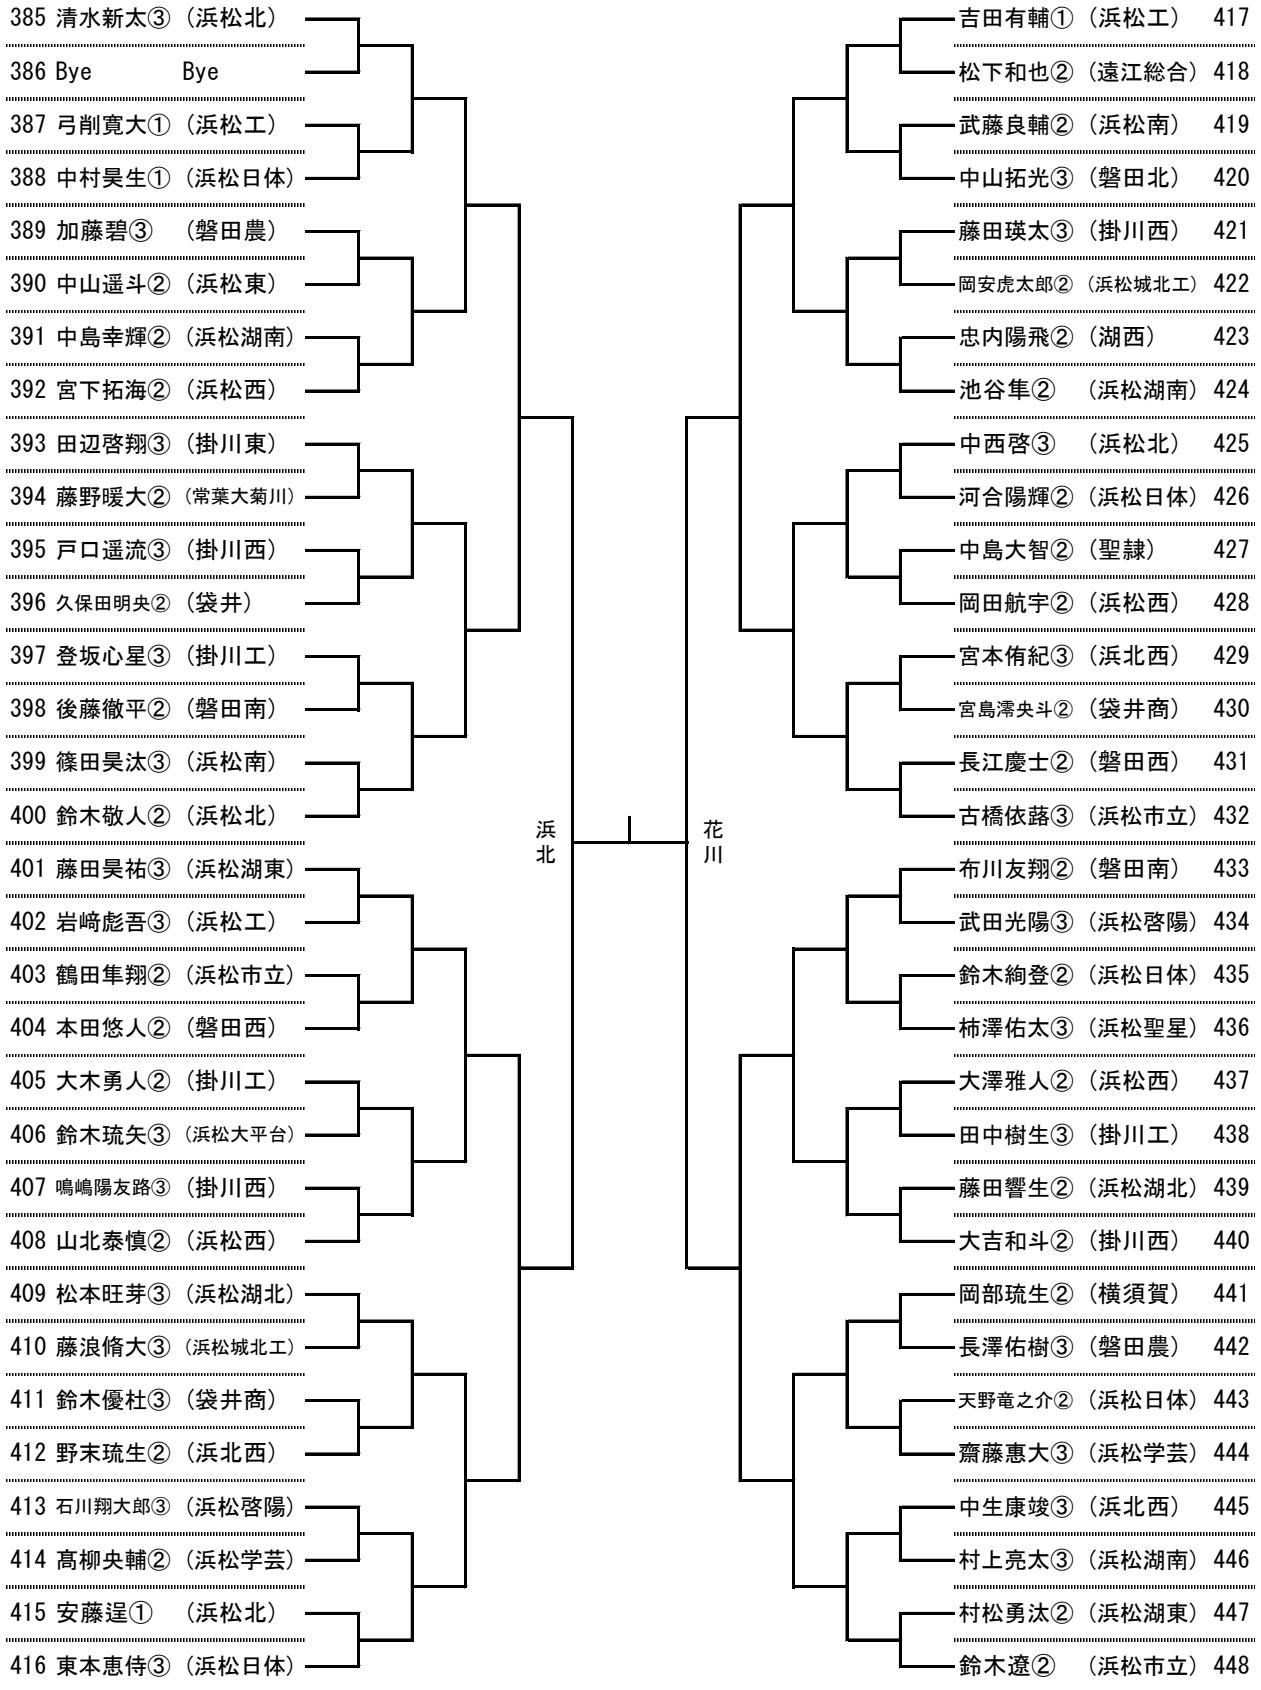 385 清水新太③ (浜松北)
386 Bye Bye
387 弓削寛大① (浜松工)
388 中村昊生① (浜松日体)
389 加藤碧③ (磐田農)
390 中山遥斗② (浜松東)
391 中島幸輝② (浜松湖南)
392 宮下拓海② (浜松西)
393 田辺啓翔③ (掛川東)
394 藤野暖大② (常葉大菊川)
395 戸口遥流③ (掛川西)
396 久保田明央② (袋井)
397 登坂心星③ (掛川工)
398 後藤徹平② (磐田南)
399 篠田昊汰③ (浜松南)
400 鈴木敬人② (浜松北)
401 藤田昊祐③ (浜松湖東)
402 岩﨑彪吾③ (浜松工)
403 鶴田隼翔② (浜松市立)
404 本田悠人② (磐田西)
405 大木勇人② (掛川工)
406 鈴木琉矢③ (浜松大平台)
407 鳴嶋陽友路③ (掛川西)
408 山北泰慎② (浜松西)
409 松本旺芽③ (浜松湖北)
410 藤浪脩大③ (浜松城北工)
411 鈴木優杜③ (袋井商)
412 野末琉生② (浜北西)
413 石川翔大郎③ (浜松啓陽)
414 髙柳央輔② (浜松学芸)
415 安藤逞① (浜松北)
416 東本恵侍③ (浜松日体)
浜北
花川
吉田有輔① (浜松工) 417
松下和也② (遠江総合) 418
武藤良輔② (浜松南) 419
中山拓光③ (磐田北) 420
藤田瑛太③ (掛川西) 421
岡安虎太郎② (浜松城北工) 422
忠内陽飛② (湖西) 423
池谷隼② (浜松湖南) 424
中西啓③ (浜松北) 425
河合陽輝② (浜松日体) 426
中島大智② (聖隷) 427
岡田航宇② (浜松西) 428
宮本侑紀③ (浜北西) 429
宮島澪央斗② (袋井商) 430
長江慶士② (磐田西) 431
古橋依蕗③ (浜松市立) 432
布川友翔② (磐田南) 433
武田光陽③ (浜松啓陽) 434
鈴木絢登② (浜松日体) 435
柿澤佑太③ (浜松聖星) 436
大澤雅人② (浜松西) 437
田中樹生③ (掛川工) 438
藤田響生② (浜松湖北) 439
大吉和斗② (掛川西) 440
岡部琉生② (横須賀) 441
長澤佑樹③ (磐田農) 442
天野竜之介② (浜松日体) 443
齋藤惠大③ (浜松学芸) 444
中生康竣③ (浜北西) 445
村上亮太③ (浜松湖南) 446
村松勇汰② (浜松湖東) 447
鈴木遼② (浜松市立) 448